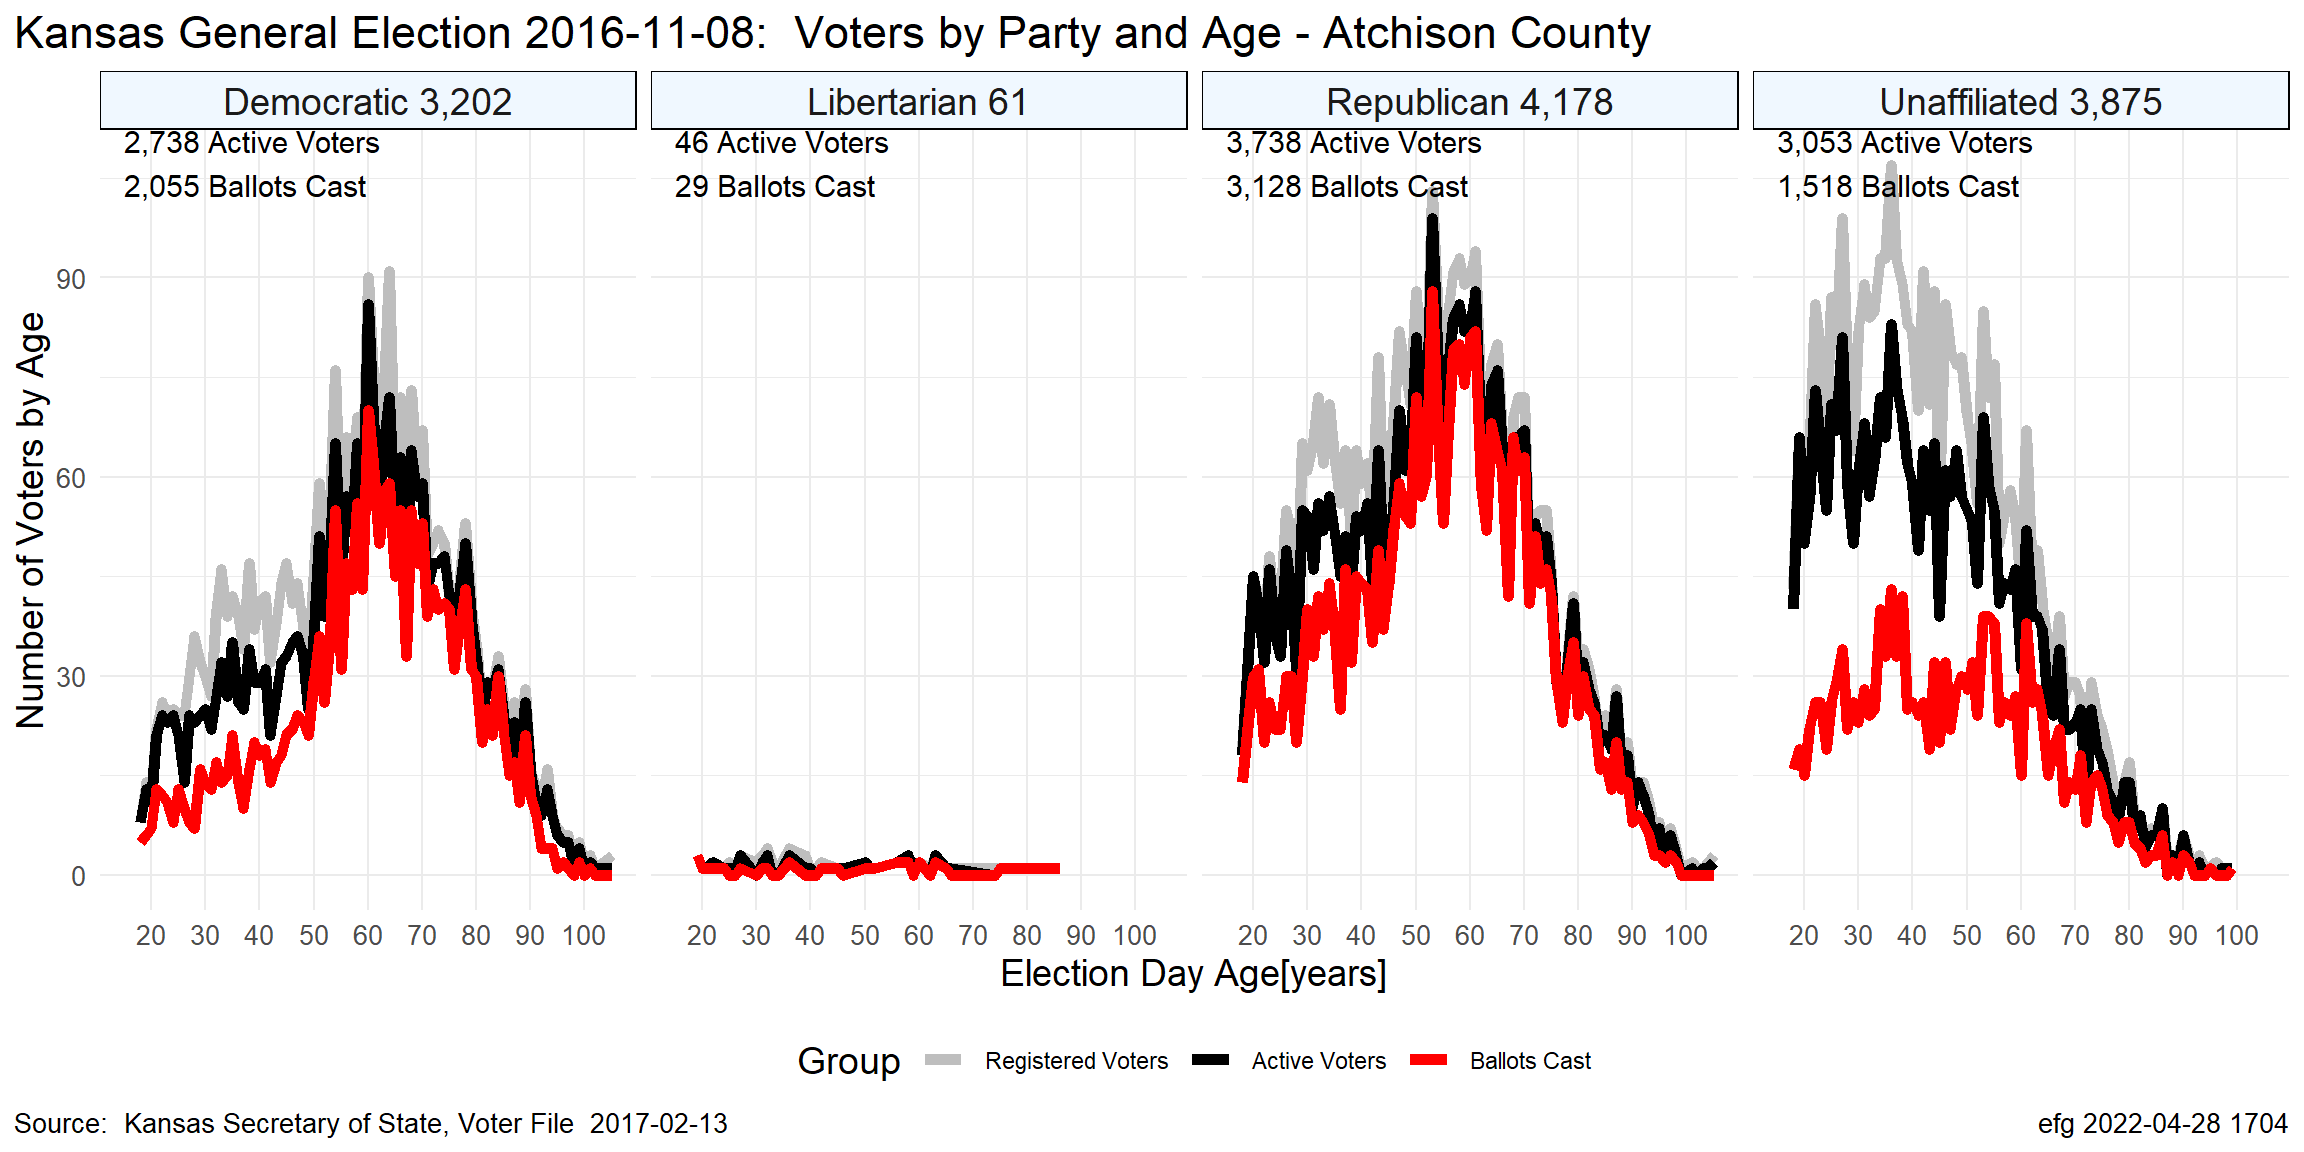 Kansas General Election 2016-11-08:  Voters by Party and Age - Atchison County
Democratic 3,202
Libertarian 61
Republican 4,178
Unaffiliated 3,875
2,738 Active Voters
2,055 Ballots Cast
46 Active Voters
29 Ballots Cast
3,738 Active Voters
3,128 Ballots Cast
3,053 Active Voters
1,518 Ballots Cast
Number of Voters by Age
90
60
30
0
20 30 40 50 60 70 80 90 100
20 30 40 50 60 70 80 90 100
20 30 40 50 60 70 80 90 100
20 30 40 50 60 70 80 90 100
Election Day Age[years]
Group Registered Voters Active Voters Ballots Cast
Source:  Kansas Secretary of State, Voter File  2017-02-13
efg 2022-04-28 1704